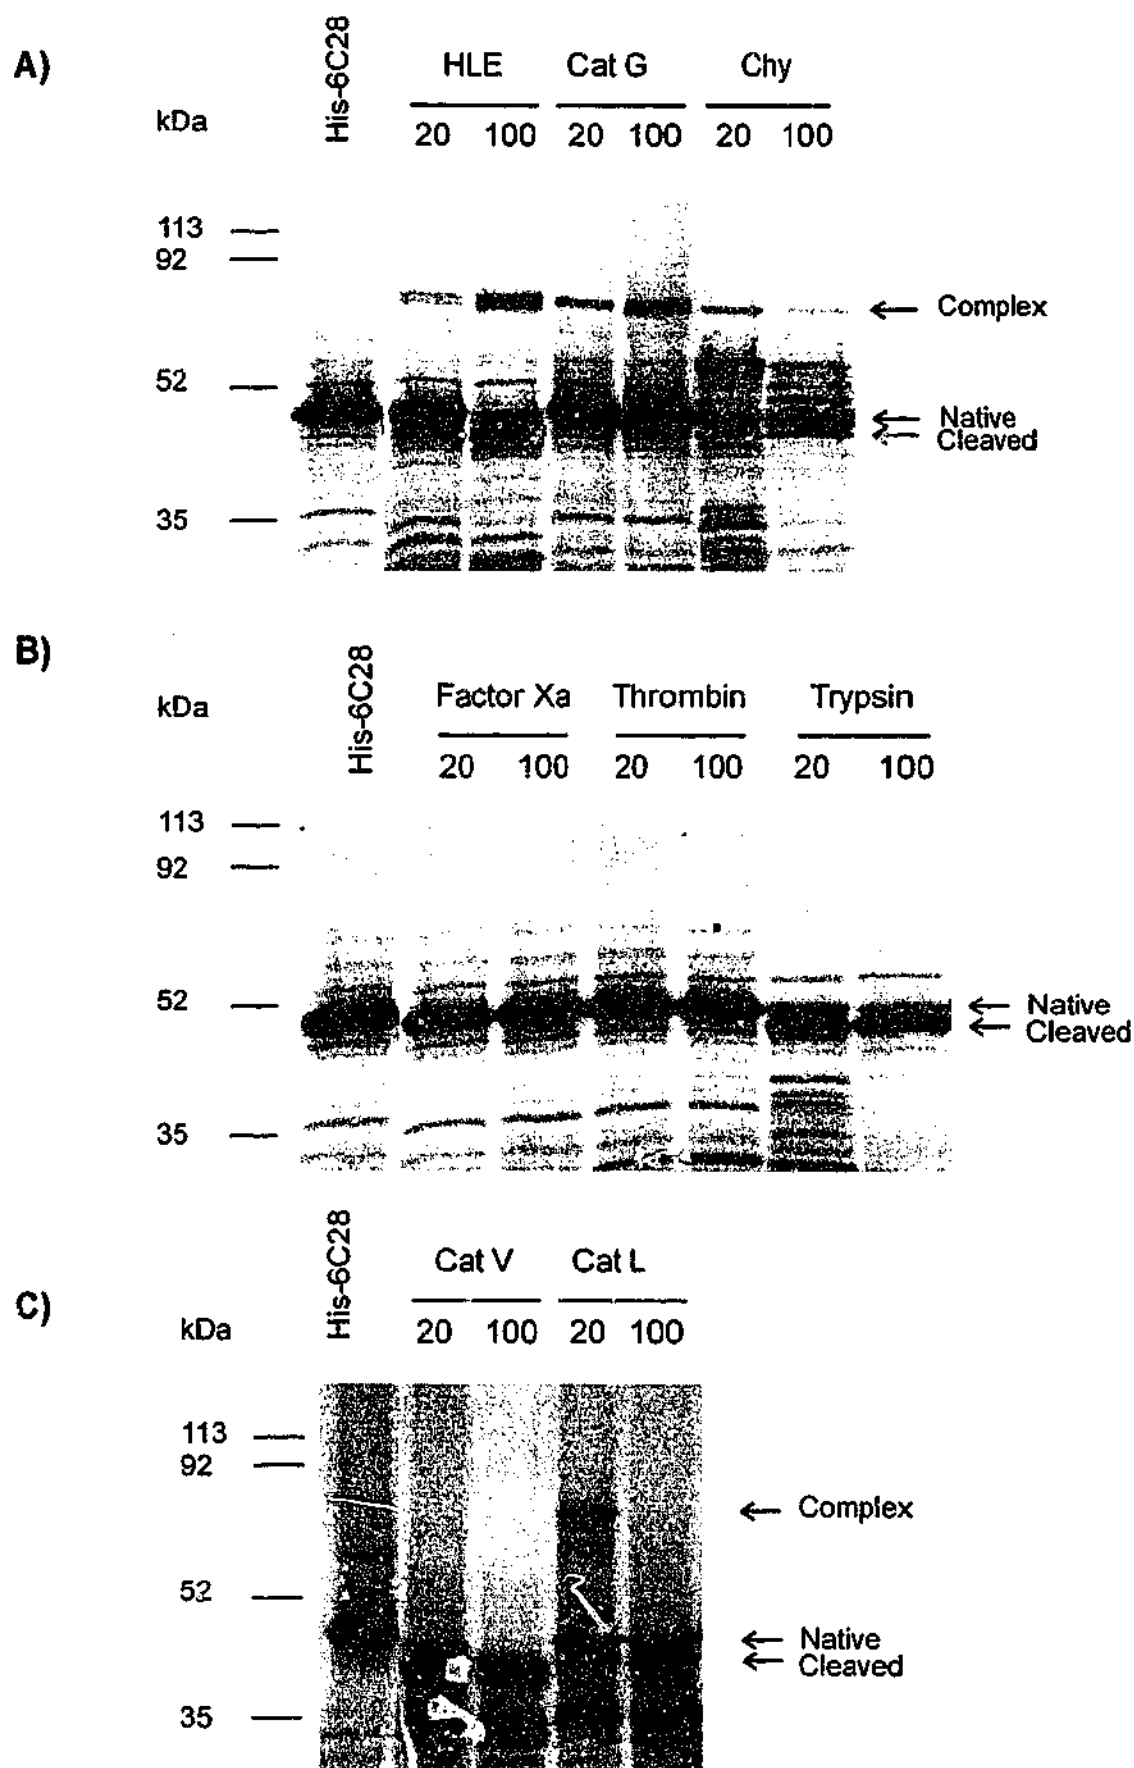 A)
kDa
His-6C28
HLE
Cat G
Chy
20 100 20 100 20 100
113
92
Complex
52
Native
Cleaved
35
B)
kDa
His-6C28
Factor Xa
Thrombin
Trypsin
20 100 20 100 20 100
113
92
52
Native
Cleaved
35
C)
kDa
His-6C28
Cat V
Cat L
20 100 20 100
113
92
Complex
52
Native
Cleaved
35